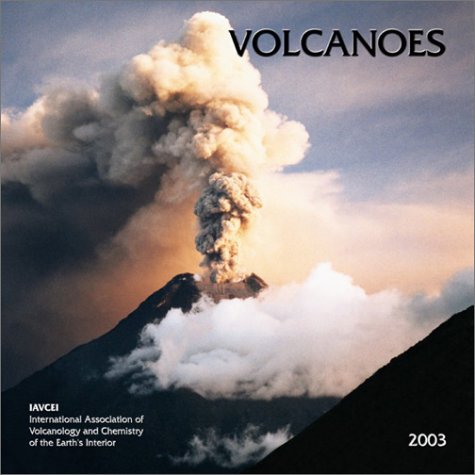 VOLCANOES
IAVCEI
International Association of
Volcanology and Chemistry
of the Earth's Interior
2003